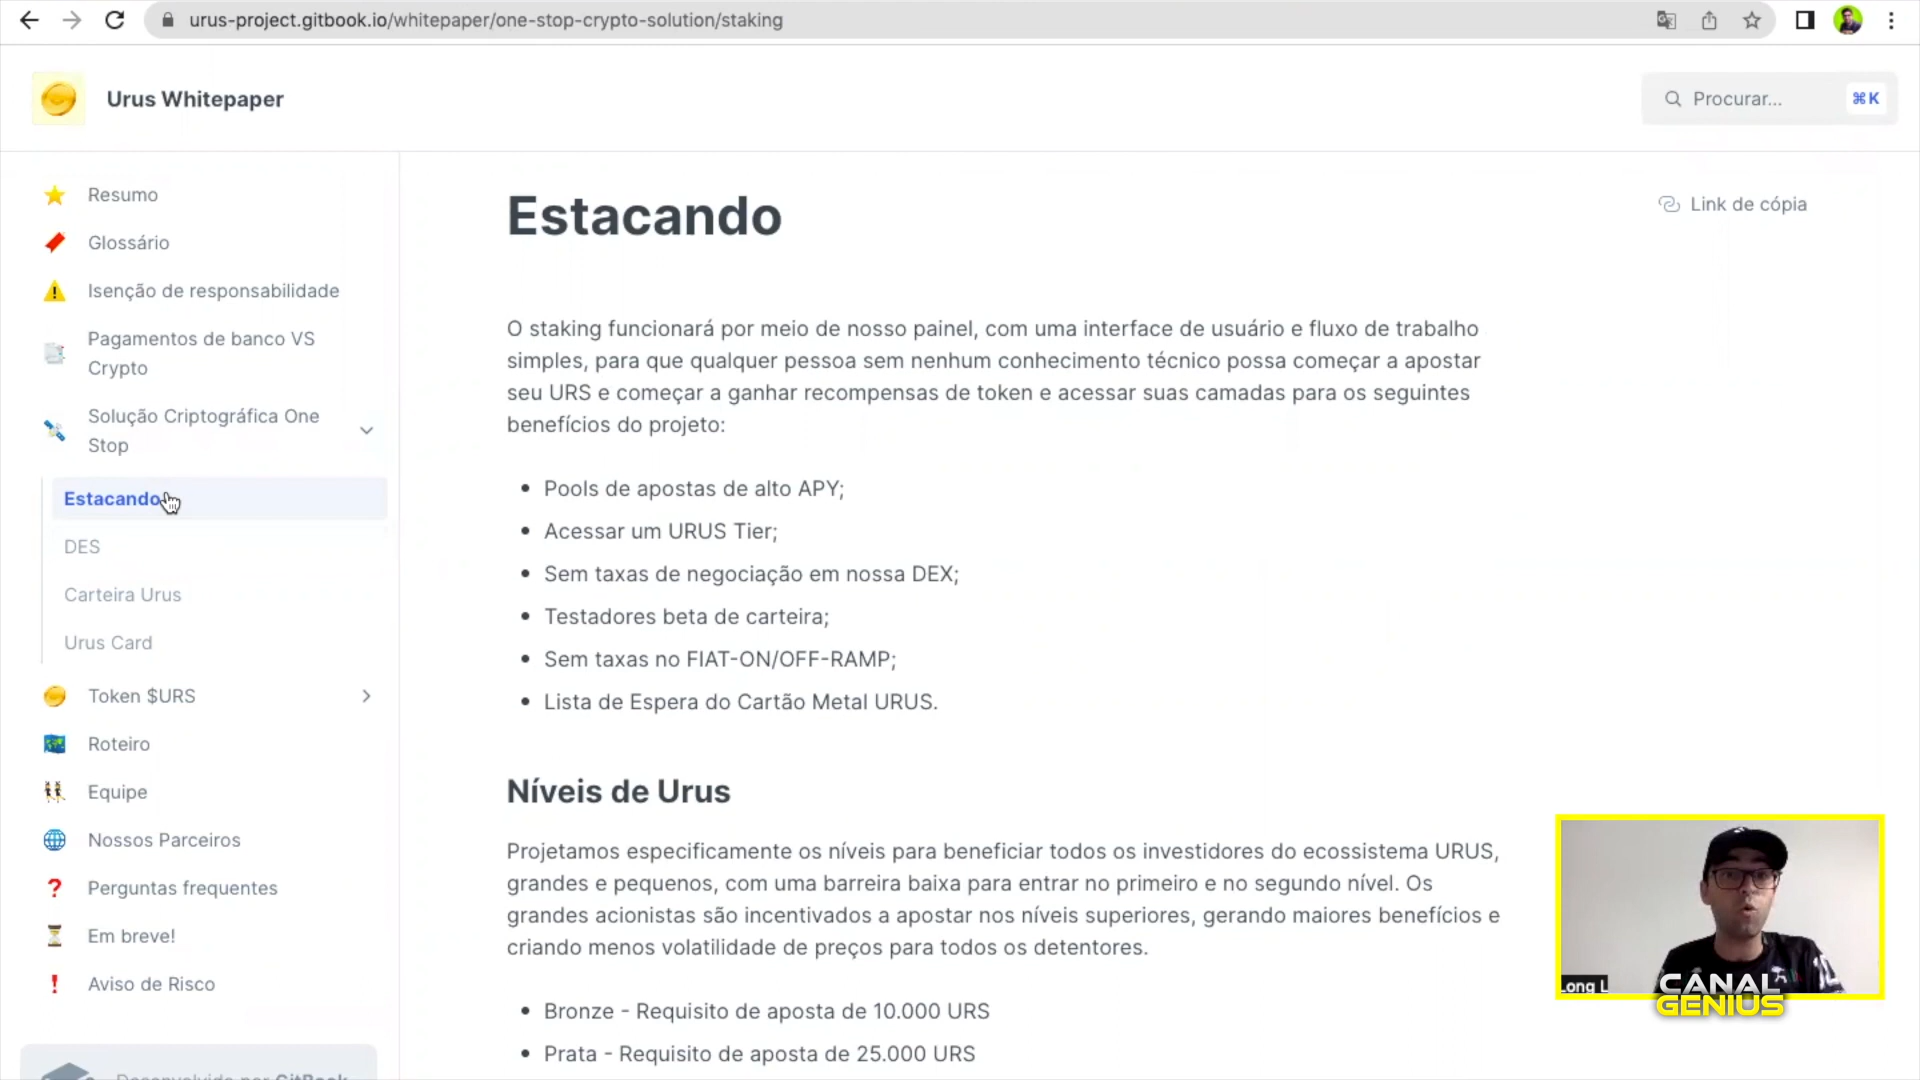 urus-project.gitbook.io/whitepaper/one-stop-crypto-solution/staking
Urus Whitepaper
Procurar...
⌘K
Resumo
Glossário
Isenção de responsabilidade
Pagamentos de banco VS
Crypto
Solução Criptográfica One
Stop
Estacando
DES
Carteira Urus
Urus Card
Token $URS
Roteiro
Equipe
Nossos Parceiros
Perguntas frequentes
Em breve!
Aviso de Risco
Desenvolvido por GitBook
Estacando
Link de cópia
O staking funcionará por meio de nosso painel, com uma interface de usuário e fluxo de trabalho
simples, para que qualquer pessoa sem nenhum conhecimento técnico possa começar a apostar
seu URS e começar a ganhar recompensas de token e acessar suas camadas para os seguintes
benefícios do projeto:
• Pools de apostas de alto APY;
• Acessar um URUS Tier;
• Sem taxas de negociação em nossa DEX;
• Testadores beta de carteira;
• Sem taxas no FIAT-ON/OFF-RAMP;
• Lista de Espera do Cartão Metal URUS.
Níveis de Urus
Projetamos especificamente os níveis para beneficiar todos os investidores do ecossistema URUS,
grandes e pequenos, com uma barreira baixa para entrar no primeiro e no segundo nível. Os
grandes acionistas são incentivados a apostar nos níveis superiores, gerando maiores benefícios e
criando menos volatilidade de preços para todos os detentores.
• Bronze - Requisito de aposta de 10.000 URS
• Prata - Requisito de aposta de 25.000 URS
Long L
CANAL
GENIUS